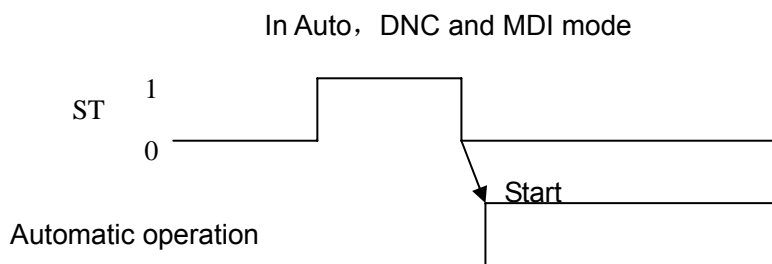 In Auto，DNC and MDI mode
1
ST
0
Start
Automatic operation